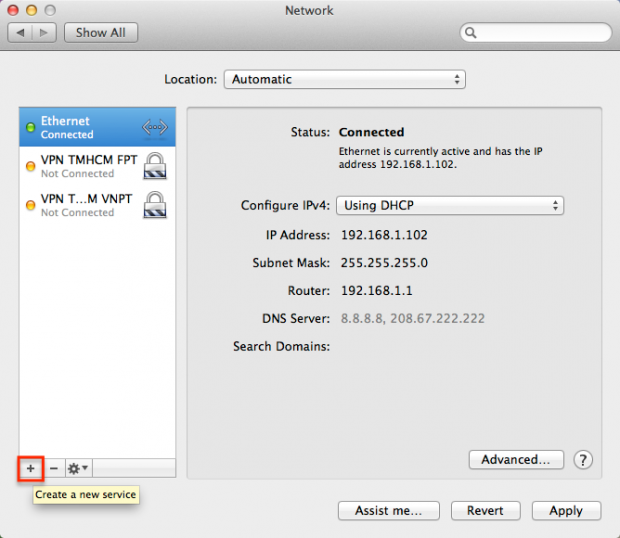 Network
Show All
Location: Automatic
Ethernet
Connected
VPN TMHCM FPT
Not Connected
VPN T...M VNPT
Not Connected
Status: Connected
Ethernet is currently active and has the IP
address 192.168.1.102.
Configure IPv4: Using DHCP
IP Address: 192.168.1.102
Subnet Mask: 255.255.255.0
Router: 192.168.1.1
DNS Server: 8.8.8.8, 208.67.222.222
Search Domains:
+ −
Create a new service
Advanced... ?
Assist me... Revert Apply